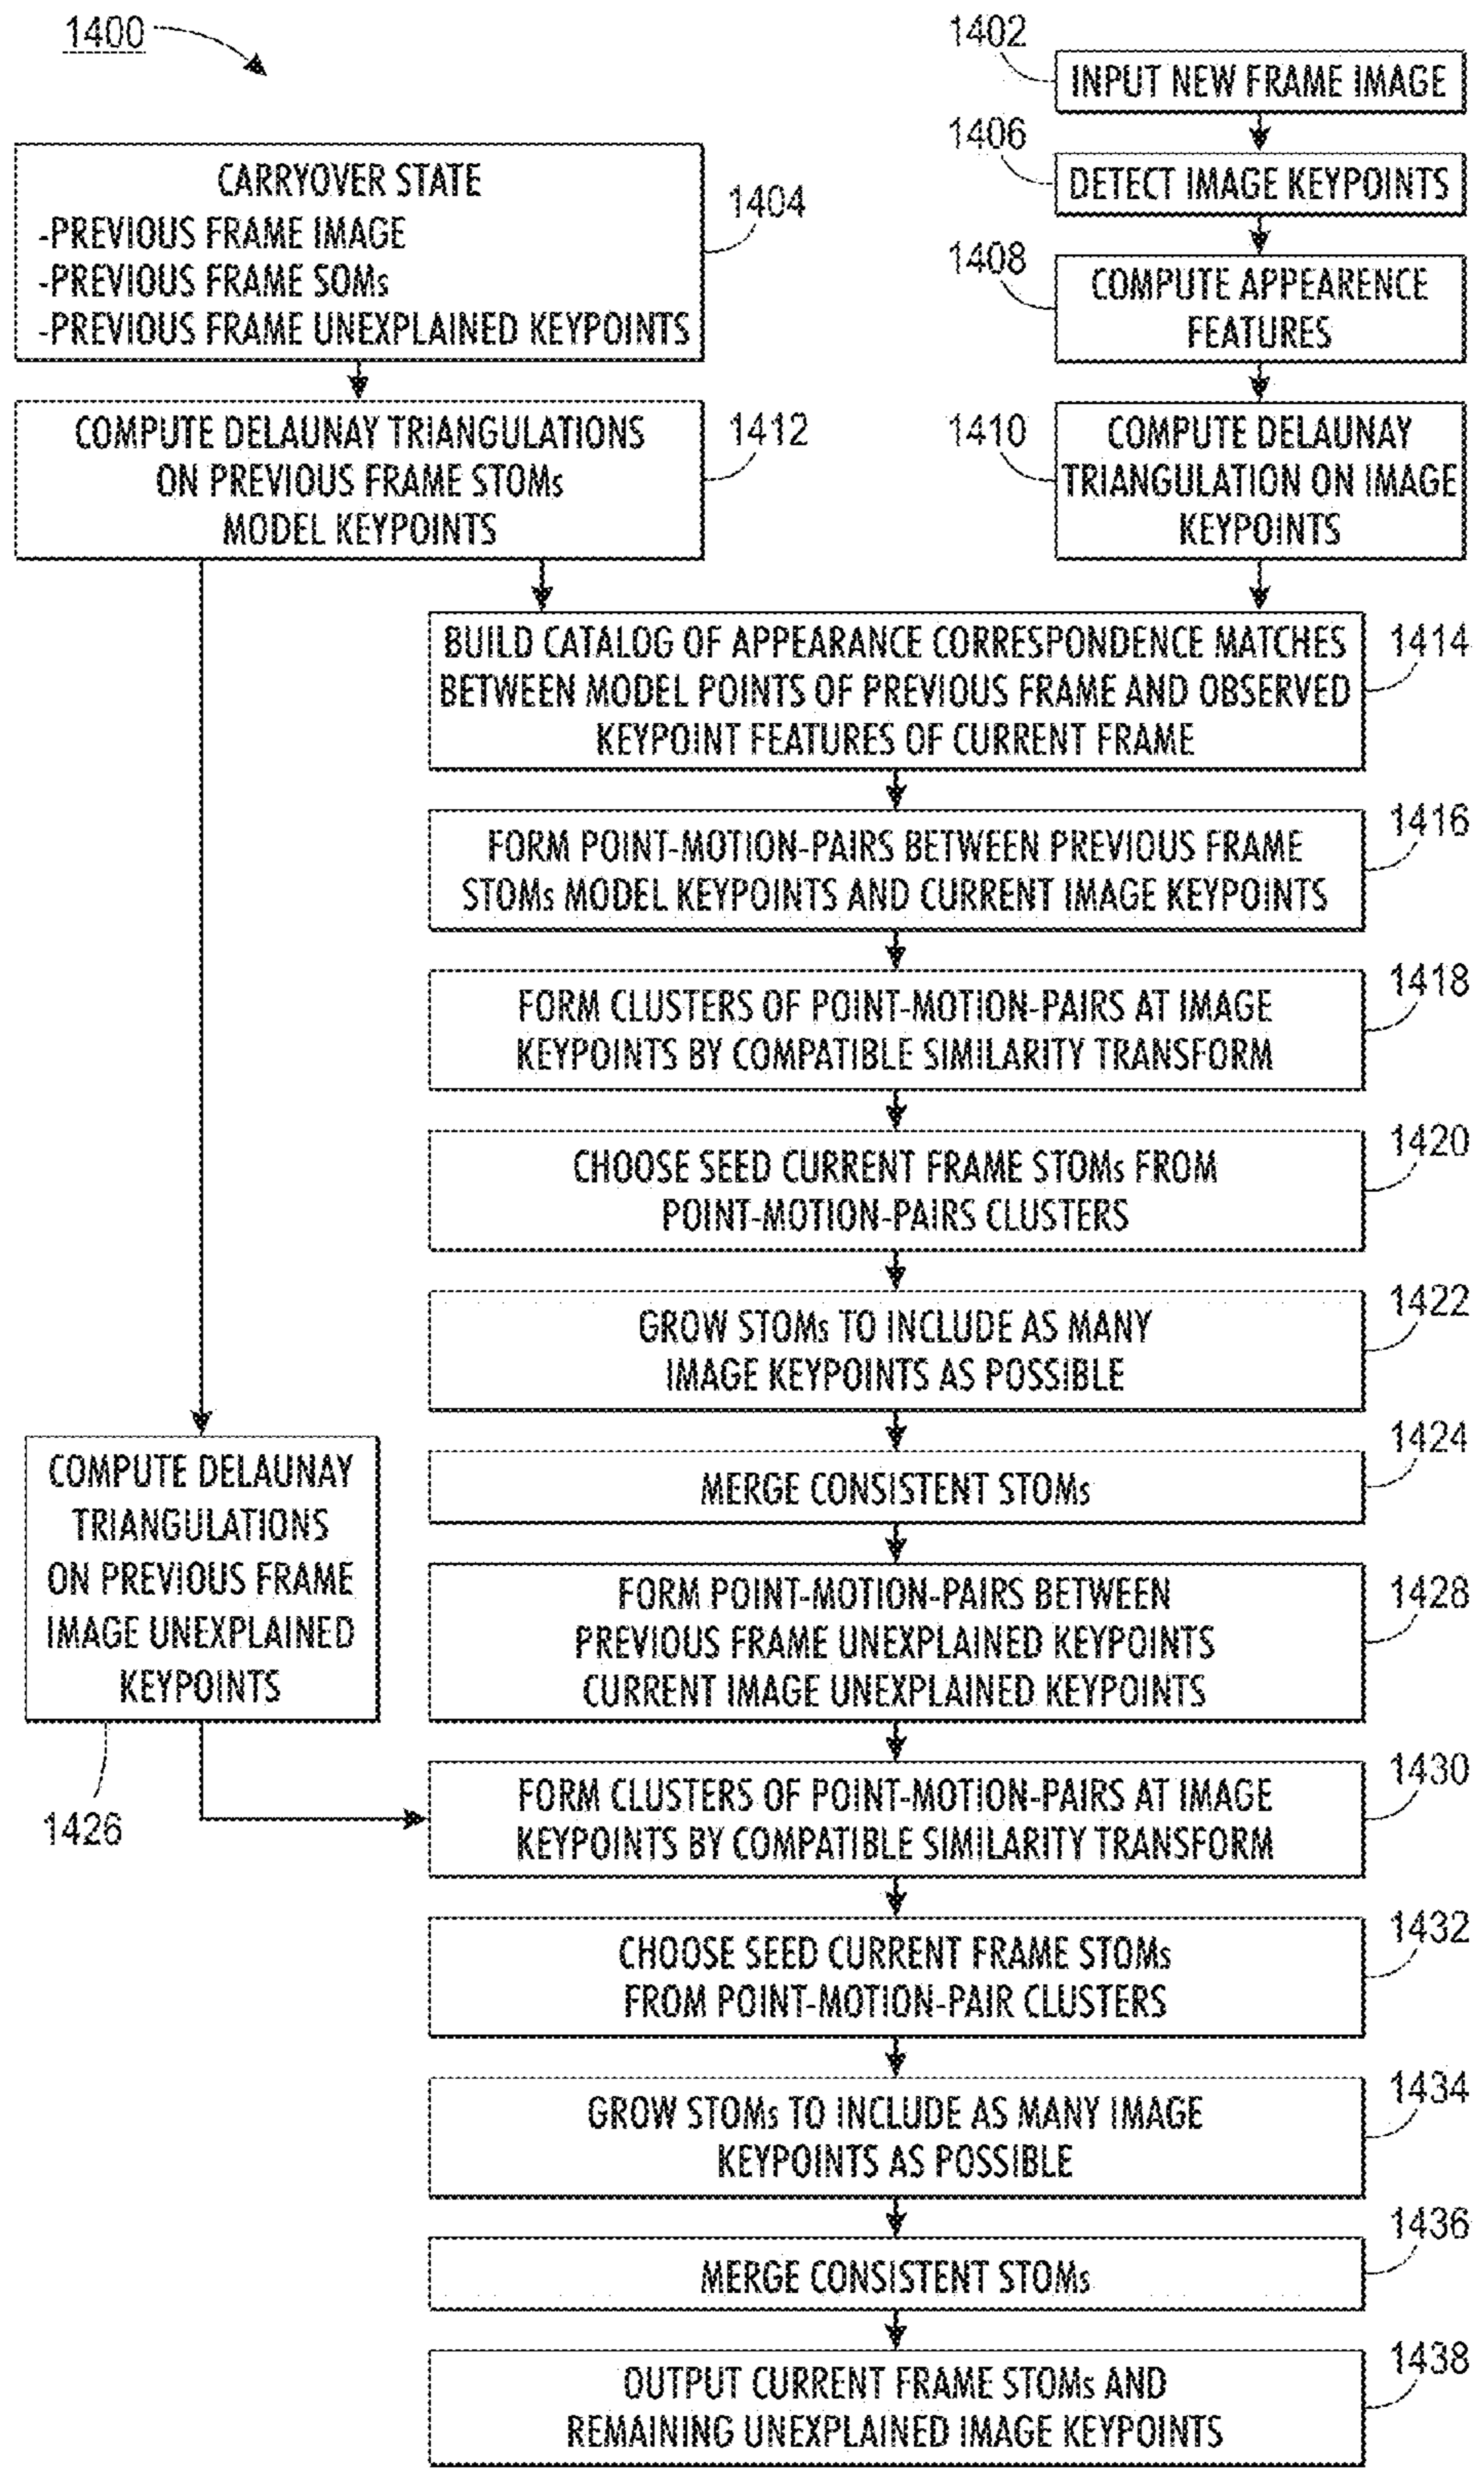 1400
1402
INPUT NEW FRAME IMAGE
1406
DETECT IMAGE KEYPOINTS
CARRYOVER STATE
-PREVIOUS FRAME IMAGE
-PREVIOUS FRAME SOMs
-PREVIOUS FRAME UNEXPLAINED KEYPOINTS
1404
1408
COMPUTE APPEARENCE
FEATURES
COMPUTE DELAUNAY TRIANGULATIONS
ON PREVIOUS FRAME STOMs
MODEL KEYPOINTS
1412
1410
COMPUTE DELAUNAY
TRIANGULATION ON IMAGE
KEYPOINTS
BUILD CATALOG OF APPEARANCE CORRESPONDENCE MATCHES
BETWEEN MODEL POINTS OF PREVIOUS FRAME AND OBSERVED
KEYPOINT FEATURES OF CURRENT FRAME
1414
FORM POINT-MOTION-PAIRS BETWEEN PREVIOUS FRAME
STOMs MODEL KEYPOINTS AND CURRENT IMAGE KEYPOINTS
1416
FORM CLUSTERS OF POINT-MOTION-PAIRS AT IMAGE
KEYPOINTS BY COMPATIBLE SIMILARITY TRANSFORM
1418
CHOOSE SEED CURRENT FRAME STOMs FROM
POINT-MOTION-PAIRS CLUSTERS
1420
GROW STOMs TO INCLUDE AS MANY
IMAGE KEYPOINTS AS POSSIBLE
1422
MERGE CONSISTENT STOMs
1424
COMPUTE DELAUNAY
TRIANGULATIONS
ON PREVIOUS FRAME
IMAGE UNEXPLAINED
KEYPOINTS
1426
FORM POINT-MOTION-PAIRS BETWEEN
PREVIOUS FRAME UNEXPLAINED KEYPOINTS
CURRENT IMAGE UNEXPLAINED KEYPOINTS
1428
FORM CLUSTERS OF POINT-MOTION-PAIRS AT IMAGE
KEYPOINTS BY COMPATIBLE SIMILARITY TRANSFORM
1430
CHOOSE SEED CURRENT FRAME STOMs
FROM POINT-MOTION-PAIR CLUSTERS
1432
GROW STOMs TO INCLUDE AS MANY IMAGE
KEYPOINTS AS POSSIBLE
1434
MERGE CONSISTENT STOMs
1436
OUTPUT CURRENT FRAME STOMs AND
REMAINING UNEXPLAINED IMAGE KEYPOINTS
1438